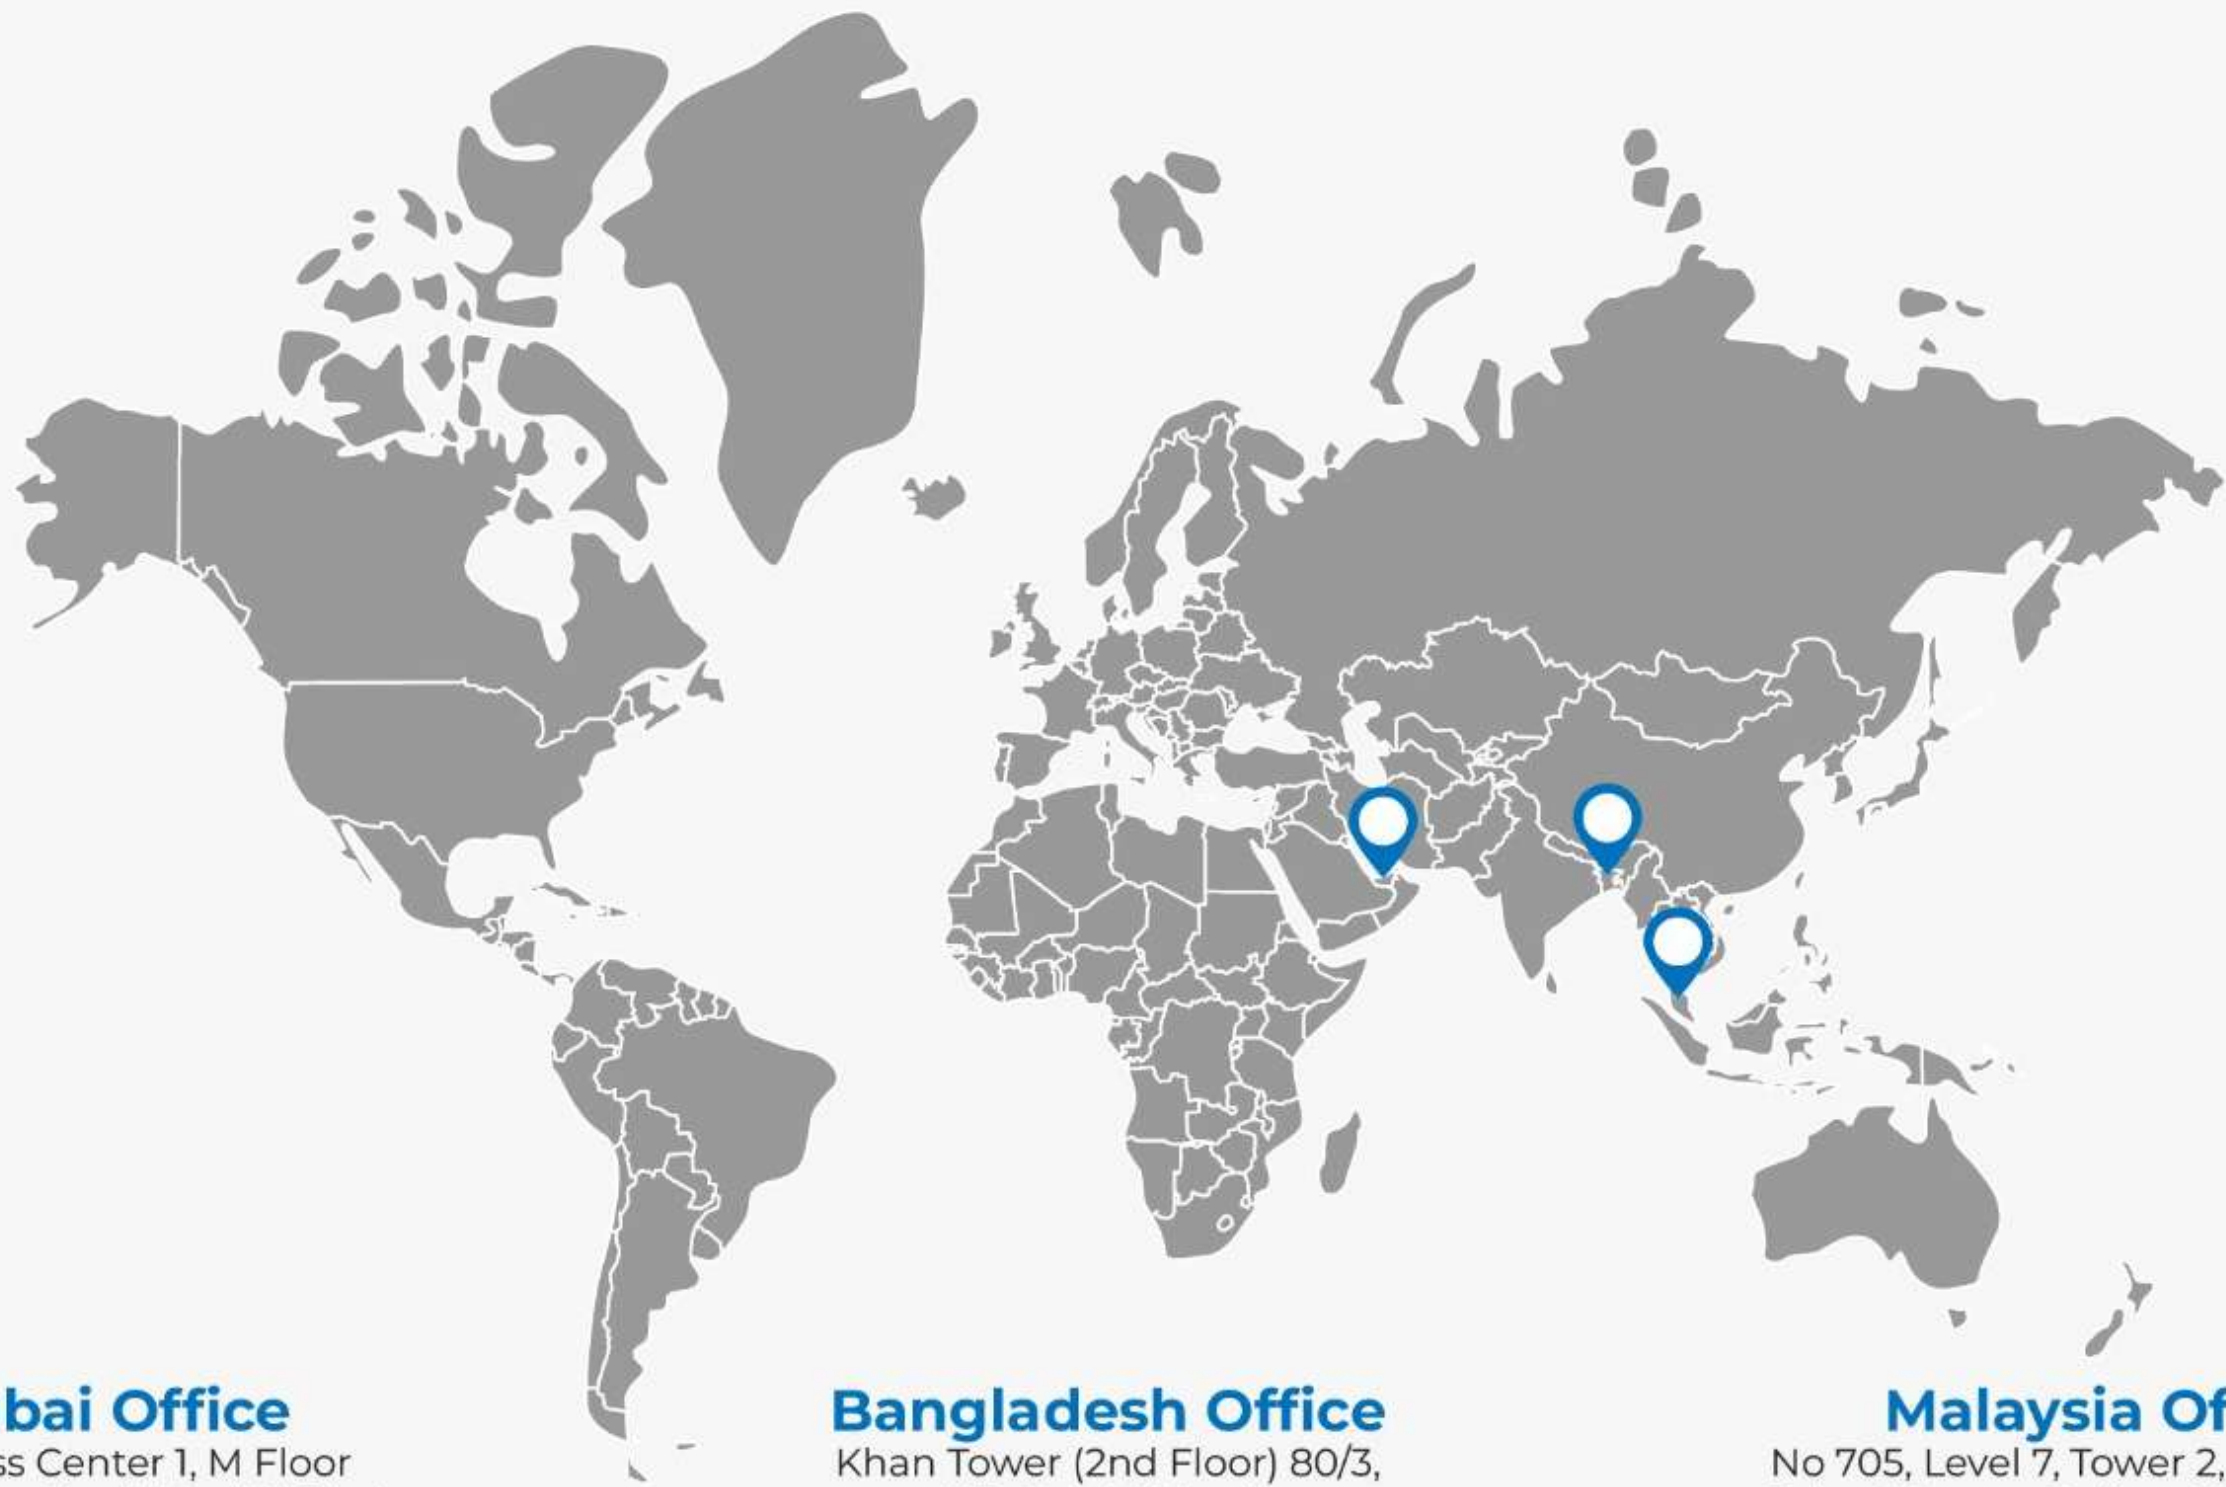 bai Office
ss Center 1, M Floor
Bangladesh Office
Khan Tower (2nd Floor) 80/3,
Malaysia Of
No 705, Level 7, Tower 2,